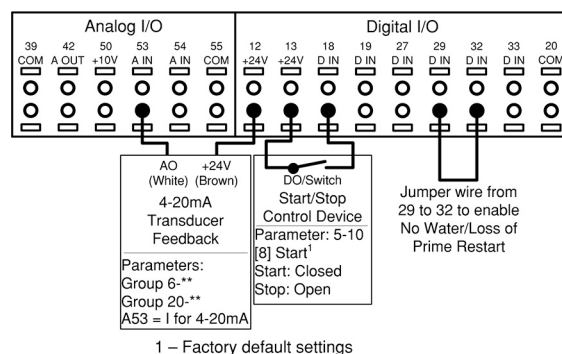 Analog I/O
Digital I/O
39 42 50 53 54 55 12 13 18 19 27 29 32 33 20
COM A OUT +10V A IN A IN COM +24V +24V D IN D IN D IN D IN D IN D IN COM
AO +24V
(White) (Brown)
4-20mA
Transducer
Feedback
Parameters:
Group 6-**
Group 20-**
A53 = I for 4-20mA
DO/Switch
Start/Stop
Control Device
Parameter: 5-10
[8] Start1
Start: Closed
Stop: Open
Jumper wire from
29 to 32 to enable
No Water/Loss of
Prime Restart
1 – Factory default settings